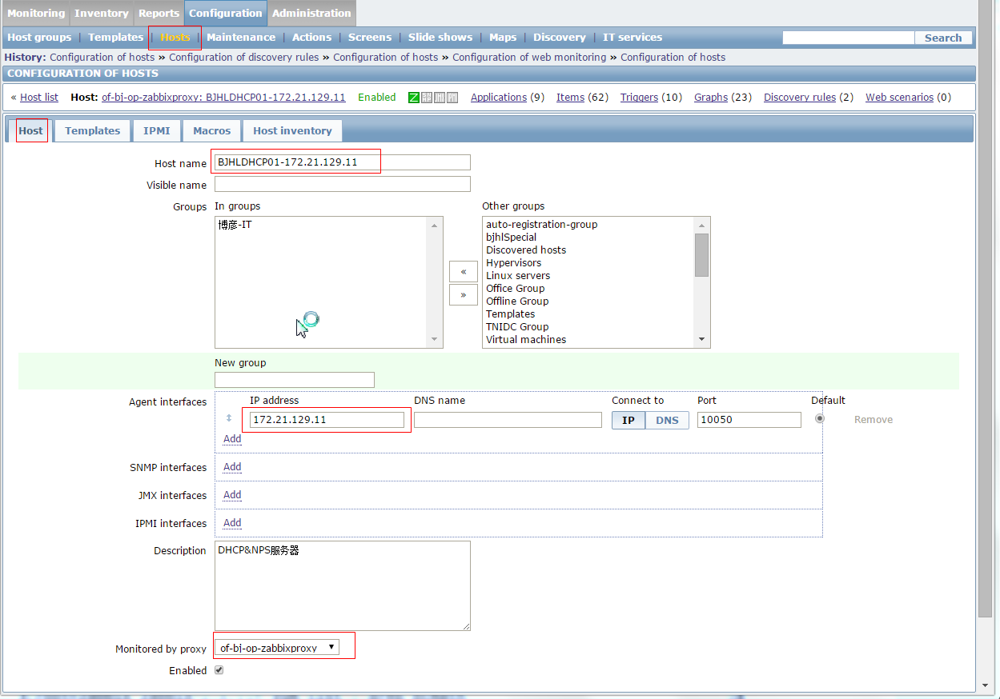 Monitoring Inventory Reports Configuration Administration
Host groups | Templates | Hosts | Maintenance | Actions | Screens | Slide shows | Maps | Discovery | IT services Search
History: Configuration of hosts » Configuration of discovery rules » Configuration of hosts » Configuration of web monitoring » Configuration of hosts
CONFIGURATION OF HOSTS
« Host list Host: of-bj-op-zabbixproxy: BJHLDHCP01-172.21.129.11 Enabled Z Applications (9) Items (62) Triggers (10) Graphs (23) Discovery rules (2) Web scenarios (0)
Host Templates IPMI Macros Host inventory
Host name BJHLDHCP01-172.21.129.11
Visible name
Groups In groups Other groups
博彦-IT auto-registration-group
bjhlSpecial
Discovered hosts
Hypervisors
Linux servers
« Office Group
» Offline Group
Templates
TNIDC Group
Virtual machines
New group
Agent interfaces IP address DNS name Connect to Port Default
172.21.129.11 IP DNS 10050 Remove
Add
SNMP interfaces Add
JMX interfaces Add
IPMI interfaces Add
Description DHCP&NPS服务器
Monitored by proxy of-bj-op-zabbixproxy
Enabled